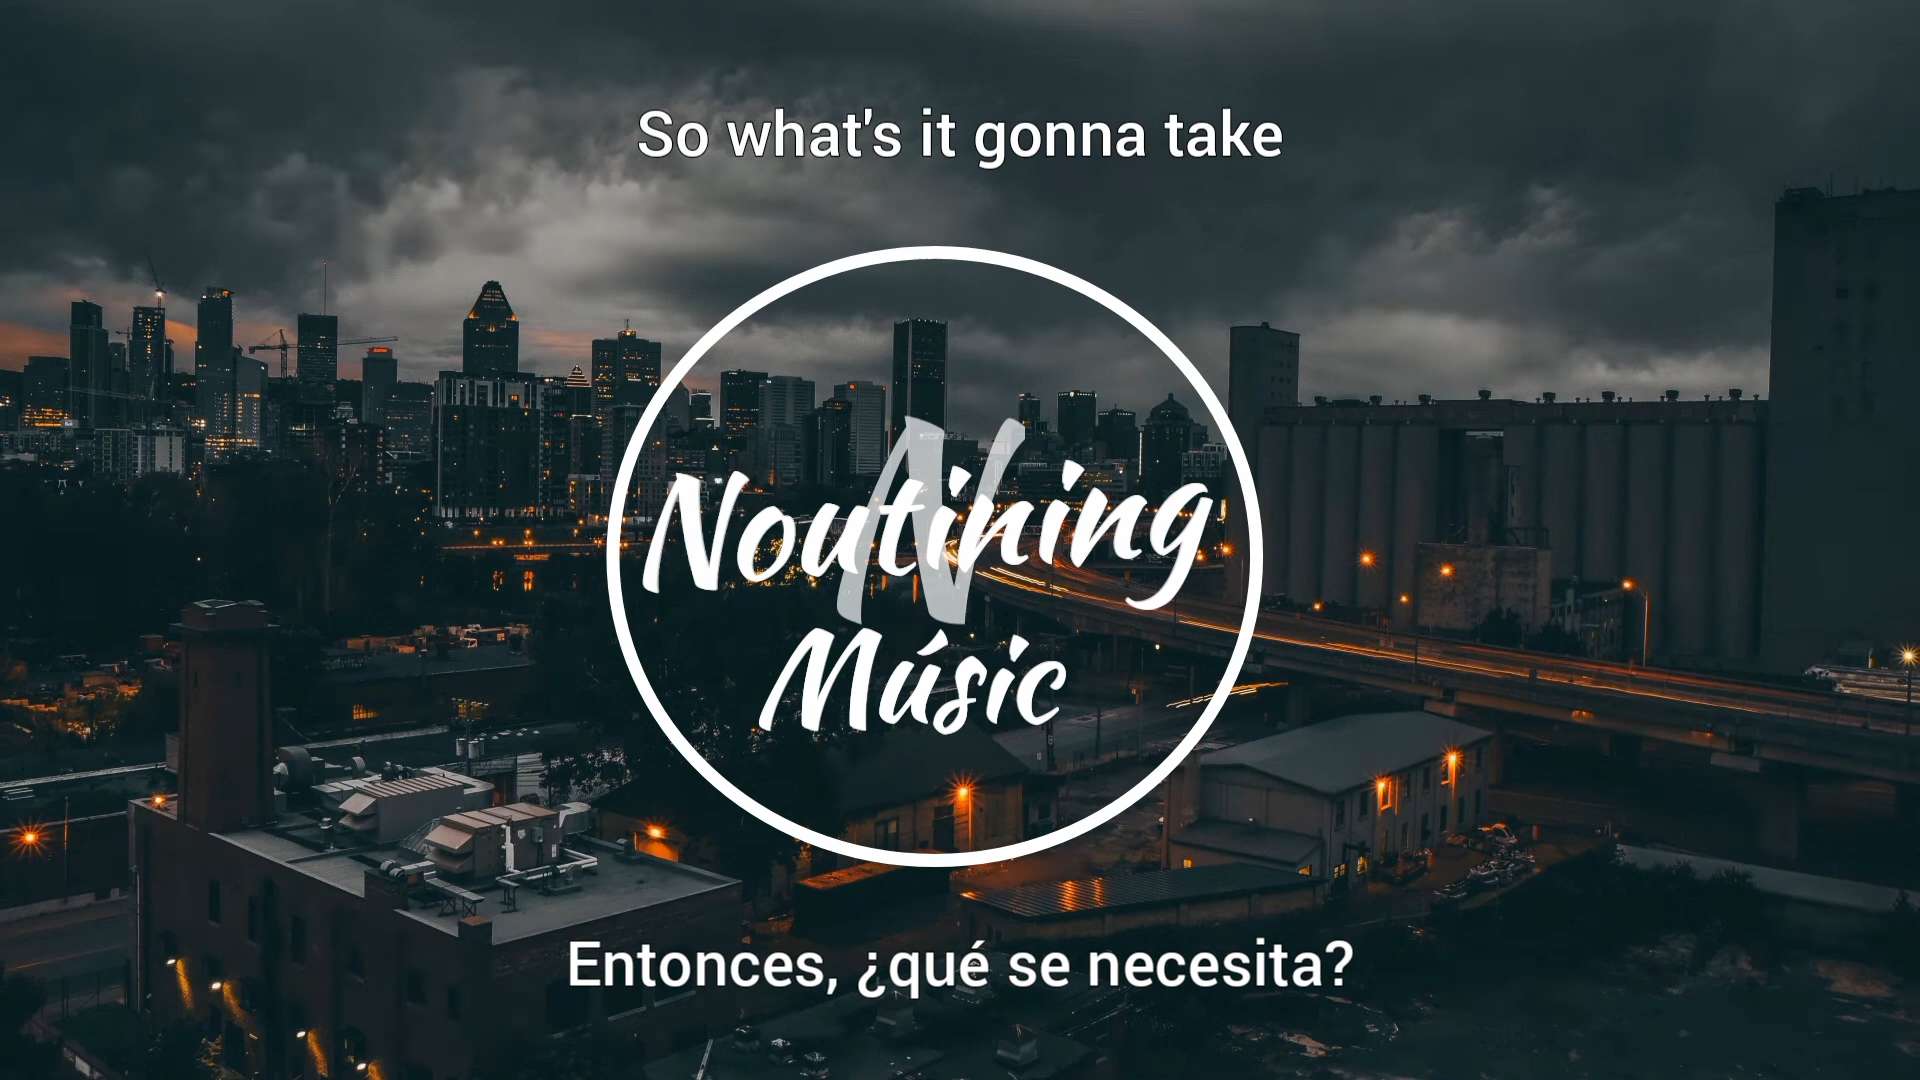 So what's it gonna take
N
Noutining
Músic
Entonces, ¿qué se necesita?